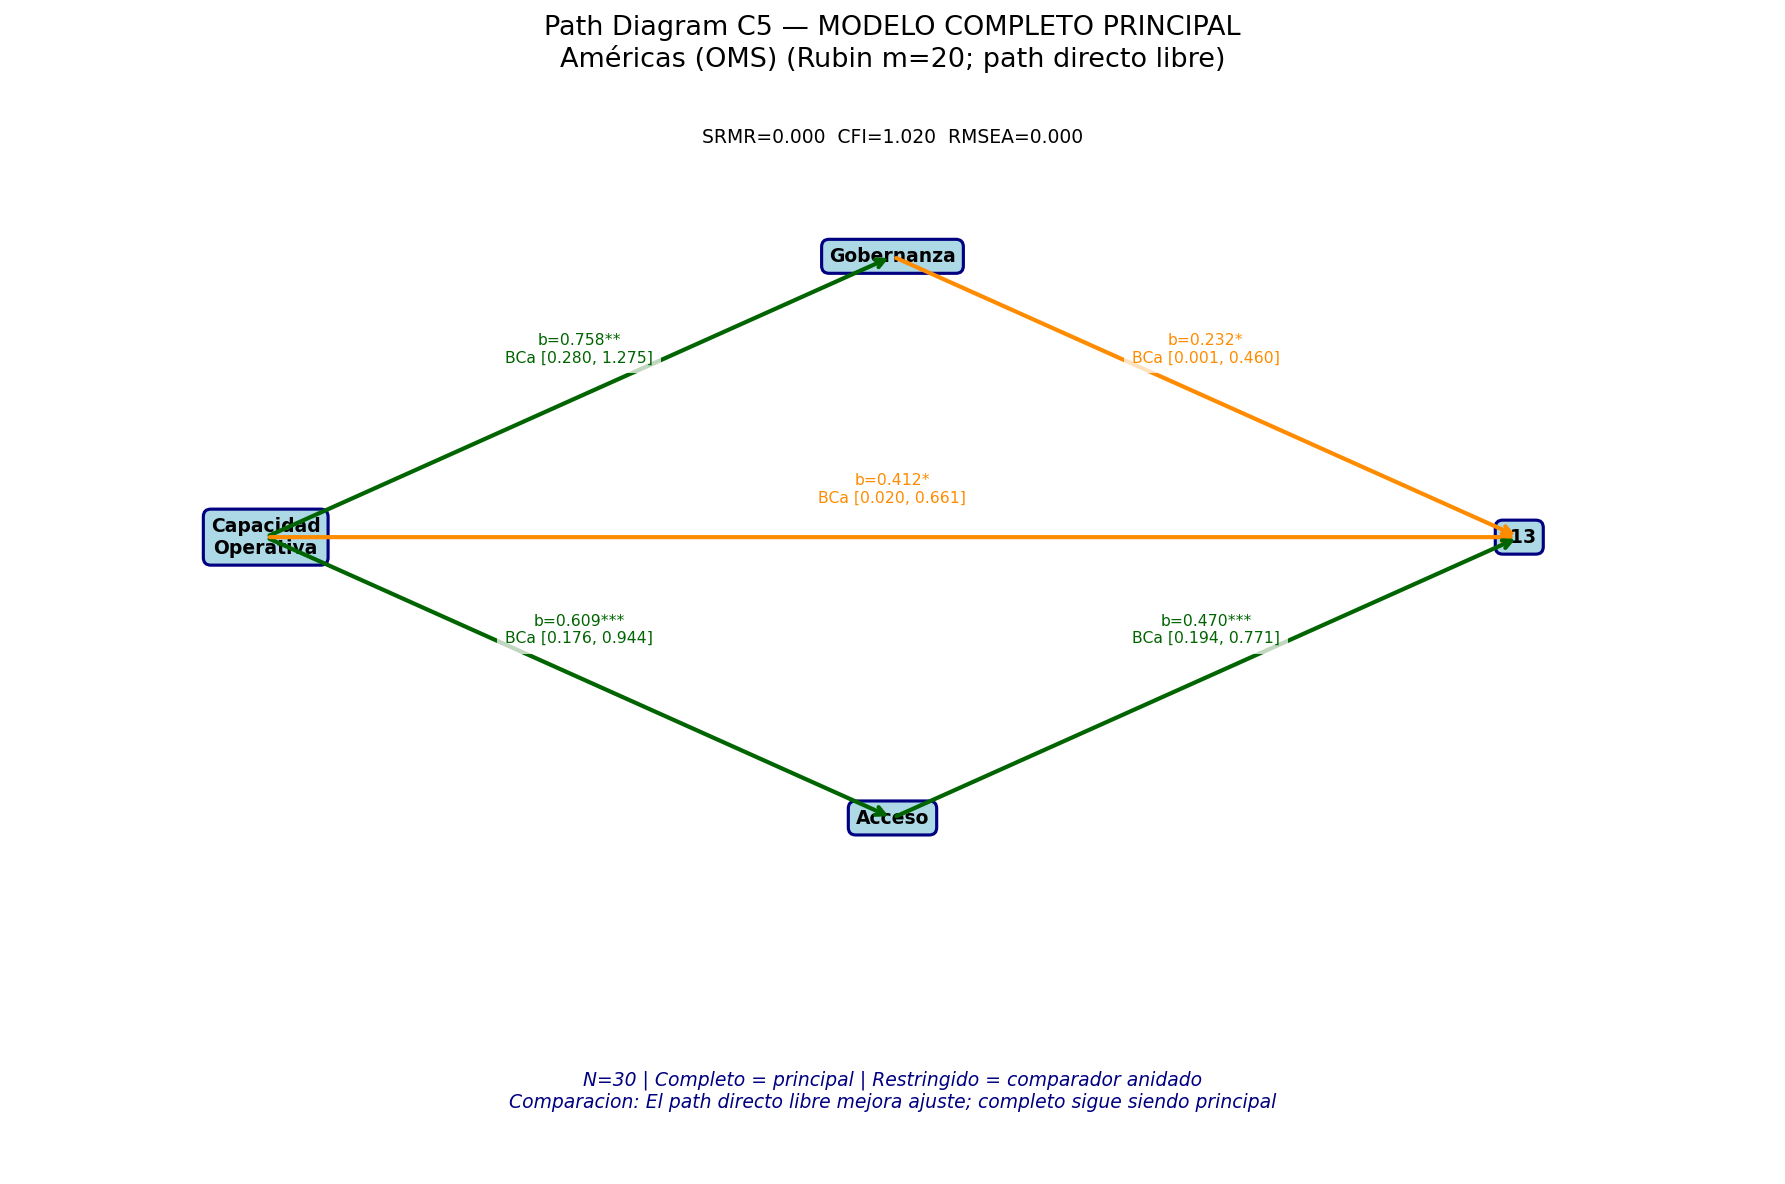 Path Diagram C5 — MODELO COMPLETO PRINCIPAL
Américas (OMS) (Rubin m=20; path directo libre)
SRMR=0.000  CFI=1.020  RMSEA=0.000
Gobernanza
b=0.758**
BCa [0.280, 1.275]
b=0.232*
BCa [0.001, 0.460]
b=0.412*
BCa [0.020, 0.661]
Capacidad
Operativa
13
b=0.609***
BCa [0.176, 0.944]
b=0.470***
BCa [0.194, 0.771]
Acceso
N=30 | Completo = principal | Restringido = comparador anidado
Comparacion: El path directo libre mejora ajuste; completo sigue siendo principal